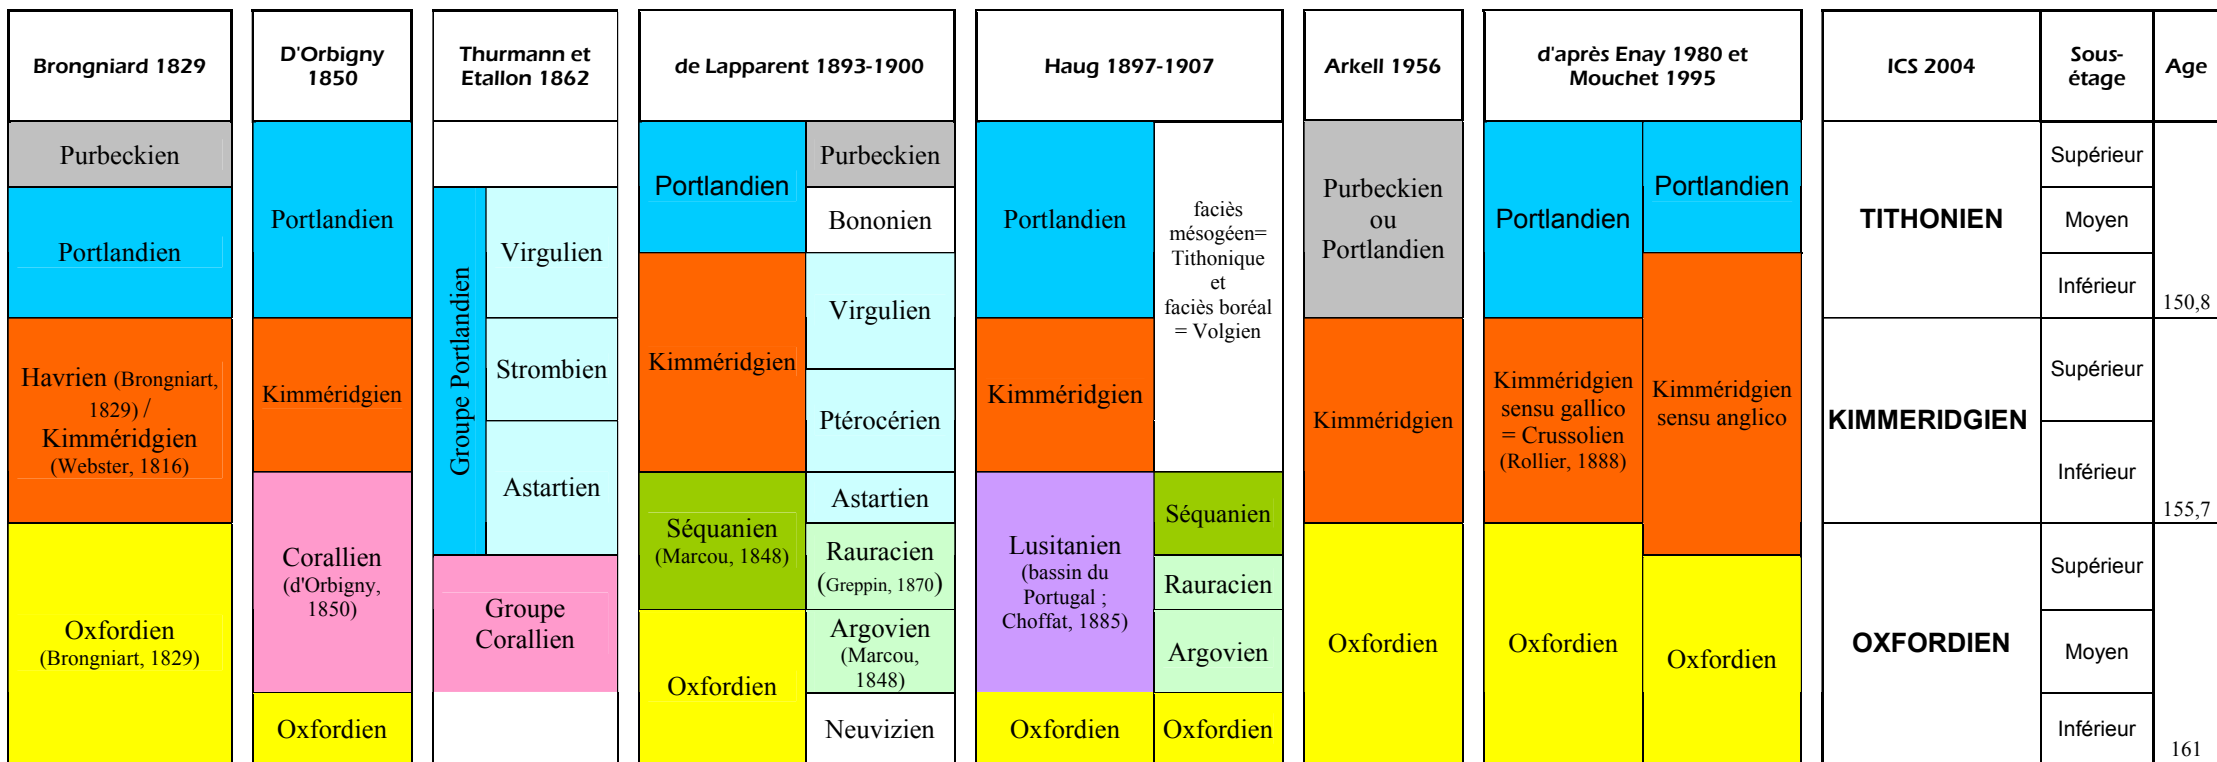 Brongniard 1829
Purbeckien
Portlandien
Havrien (Brongniart,
1829) /
Kimméridgien
(Webster, 1816)
Oxfordien
(Brongniart, 1829)
D'Orbigny
1850
Portlandien
Kimméridgien
Corallien
(d'Orbigny,
1850)
Oxfordien
Thurmann et
Etallon 1862
Groupe Portlandien
Virgulien
Strombien
Astartien
Groupe
Corallien
de Lapparent 1893-1900
Portlandien
Kimméridgien
Séquanien
(Marcou, 1848)
Oxfordien
Purbeckien
Bononien
Virgulien
Ptérocérien
Astartien
Rauracien
(Greppin, 1870)
Argovien
(Marcou,
1848)
Neuvizien
Haug 1897-1907
Portlandien
Kimméridgien
Lusitanien
(bassin du
Portugal ;
Choffat, 1885)
Oxfordien
faciès
mésogéen=
Tithonique
et
faciès boréal
= Volgien
Séquanien
Rauracien
Argovien
Oxfordien
Arkell 1956
Purbeckien
ou
Portlandien
Kimméridgien
Oxfordien
d'après Enay 1980 et
Mouchet 1995
Portlandien
Kimméridgien
sensu gallico
= Crussolien
(Rollier, 1888)
Oxfordien
Portlandien
Kimméridgien
sensu anglico
Oxfordien
ICS 2004
TITHONIEN
KIMMERIDGIEN
OXFORDIEN
Sous-
étage
Supérieur
Moyen
Inférieur
Supérieur
Inférieur
Supérieur
Moyen
Inférieur
Age
150,8
155,7
161